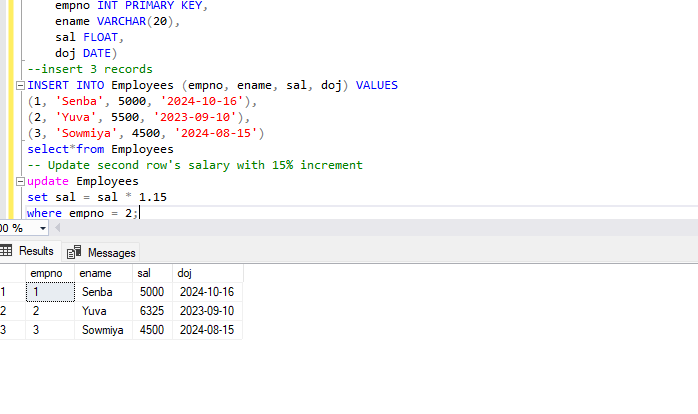 empno INT PRIMARY KEY,
ename VARCHAR(20),
sal FLOAT,
doj DATE)
--insert 3 records
INSERT INTO Employees (empno, ename, sal, doj) VALUES
(1, 'Senba', 5000, '2024-10-16'),
(2, 'Yuva', 5500, '2023-09-10'),
(3, 'Sowmiya', 4500, '2024-08-15')
select*from Employees
-- Update second row's salary with 15% increment
update Employees
set sal = sal * 1.15
where empno = 2;
00 %
Results Messages
empno ename sal doj
1 1 Senba 5000 2024-10-16
2 2 Yuva 6325 2023-09-10
3 3 Sowmiya 4500 2024-08-15